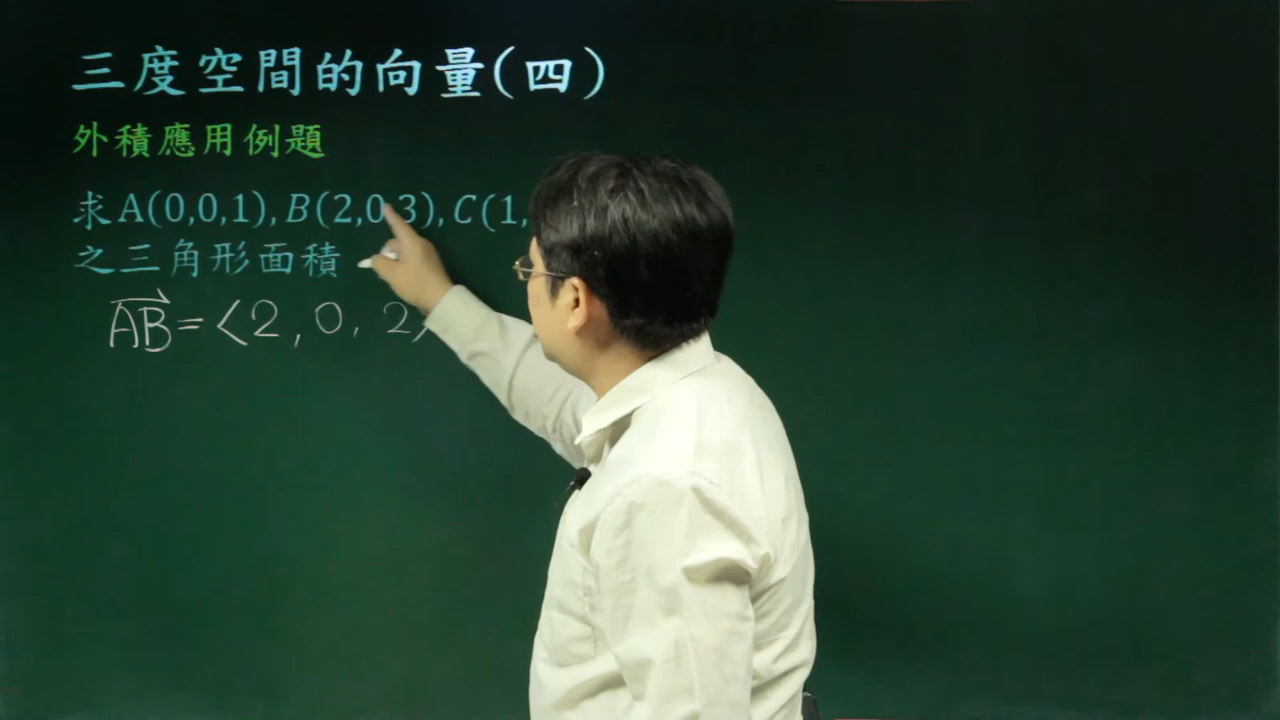 三度空間的向量(四)
外積應用例題
求A(0,0,1), B(2,0,3), C(1,
之三角形面積
AB=⟨2, 0, 2⟩